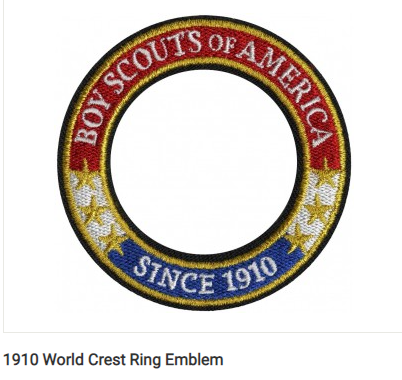 BOY SCOUTS OF AMERICA
SINCE 1910
1910 World Crest Ring Emblem